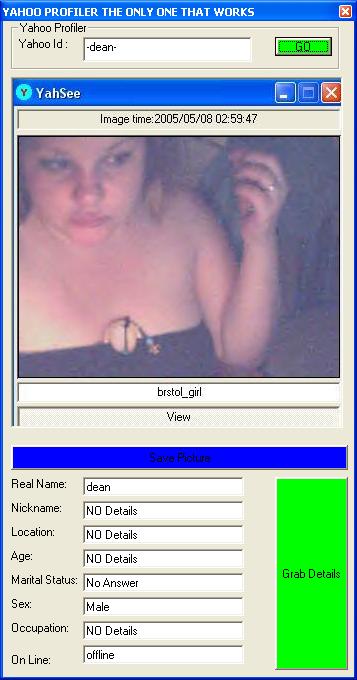 YAHOO PROFILER THE ONLY ONE THAT WORKS
Yahoo Profiler
Yahoo Id : -dean- GO
Y YahSee
Image time:2005/05/08 02:59:47
brstol_girl
View
Save Picture
Real Name: dean
Nickname: NO Details
Location: NO Details
Age: NO Details
Grab Details
Marital Status: No Answer
Sex: Male
Occupation: NO Details
On Line: offline